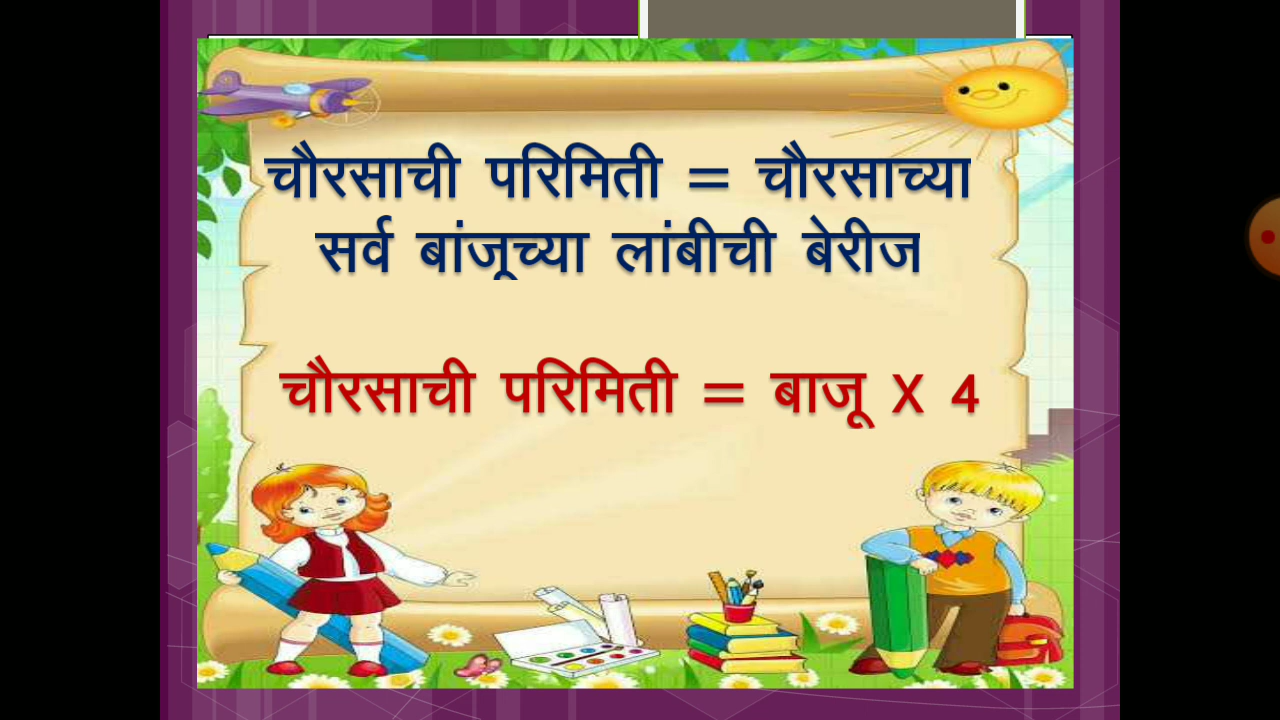 चौरसाची परिमिती = चौरसाच्या
सर्व बांजूच्या लांबीची बेरीज
चौरसाची परिमिती = बाजू X 4